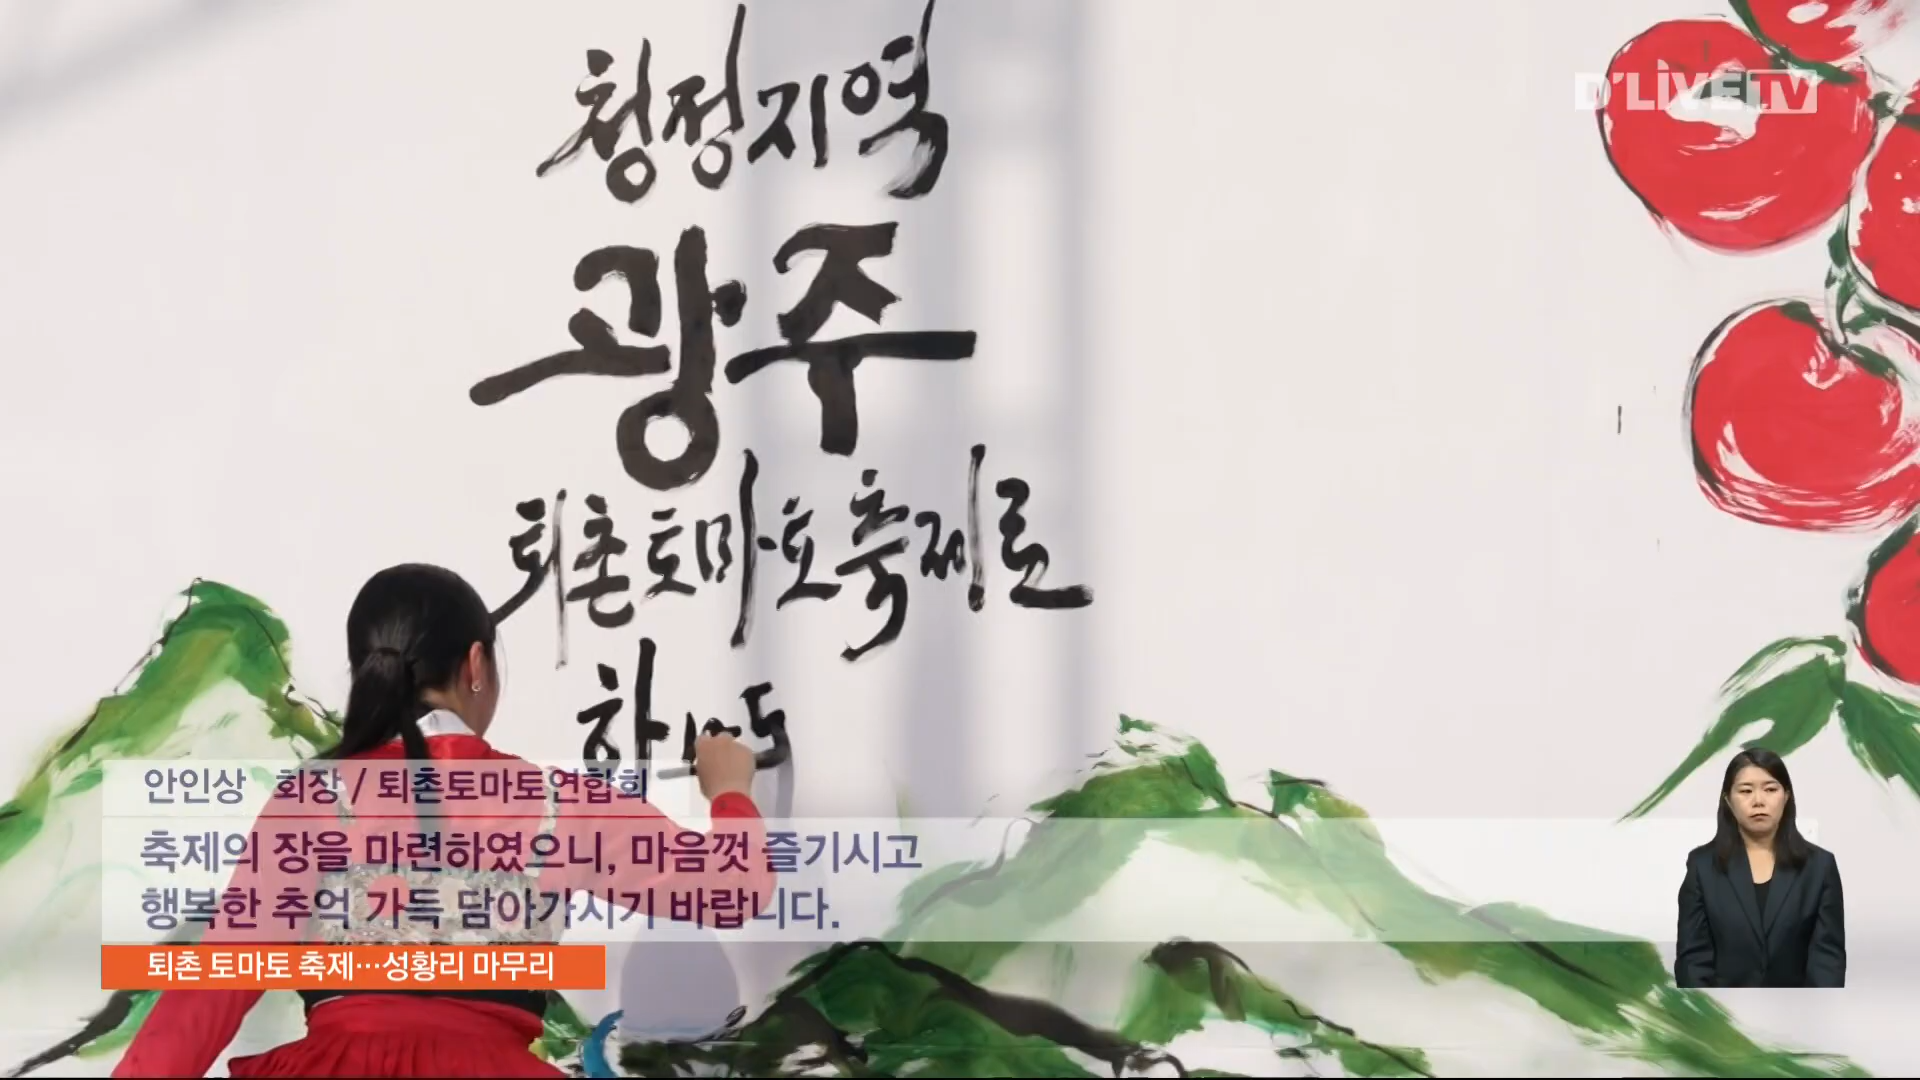 D'LIVE TV
청정지역
광주
퇴촌토마토축제로
안인상 회장 / 퇴촌토마토연합회
축제의 장을 마련하였으니, 마음껏 즐기시고
행복한 추억 가득 담아가시기 바랍니다.
퇴촌 토마토 축제…성황리 마무리